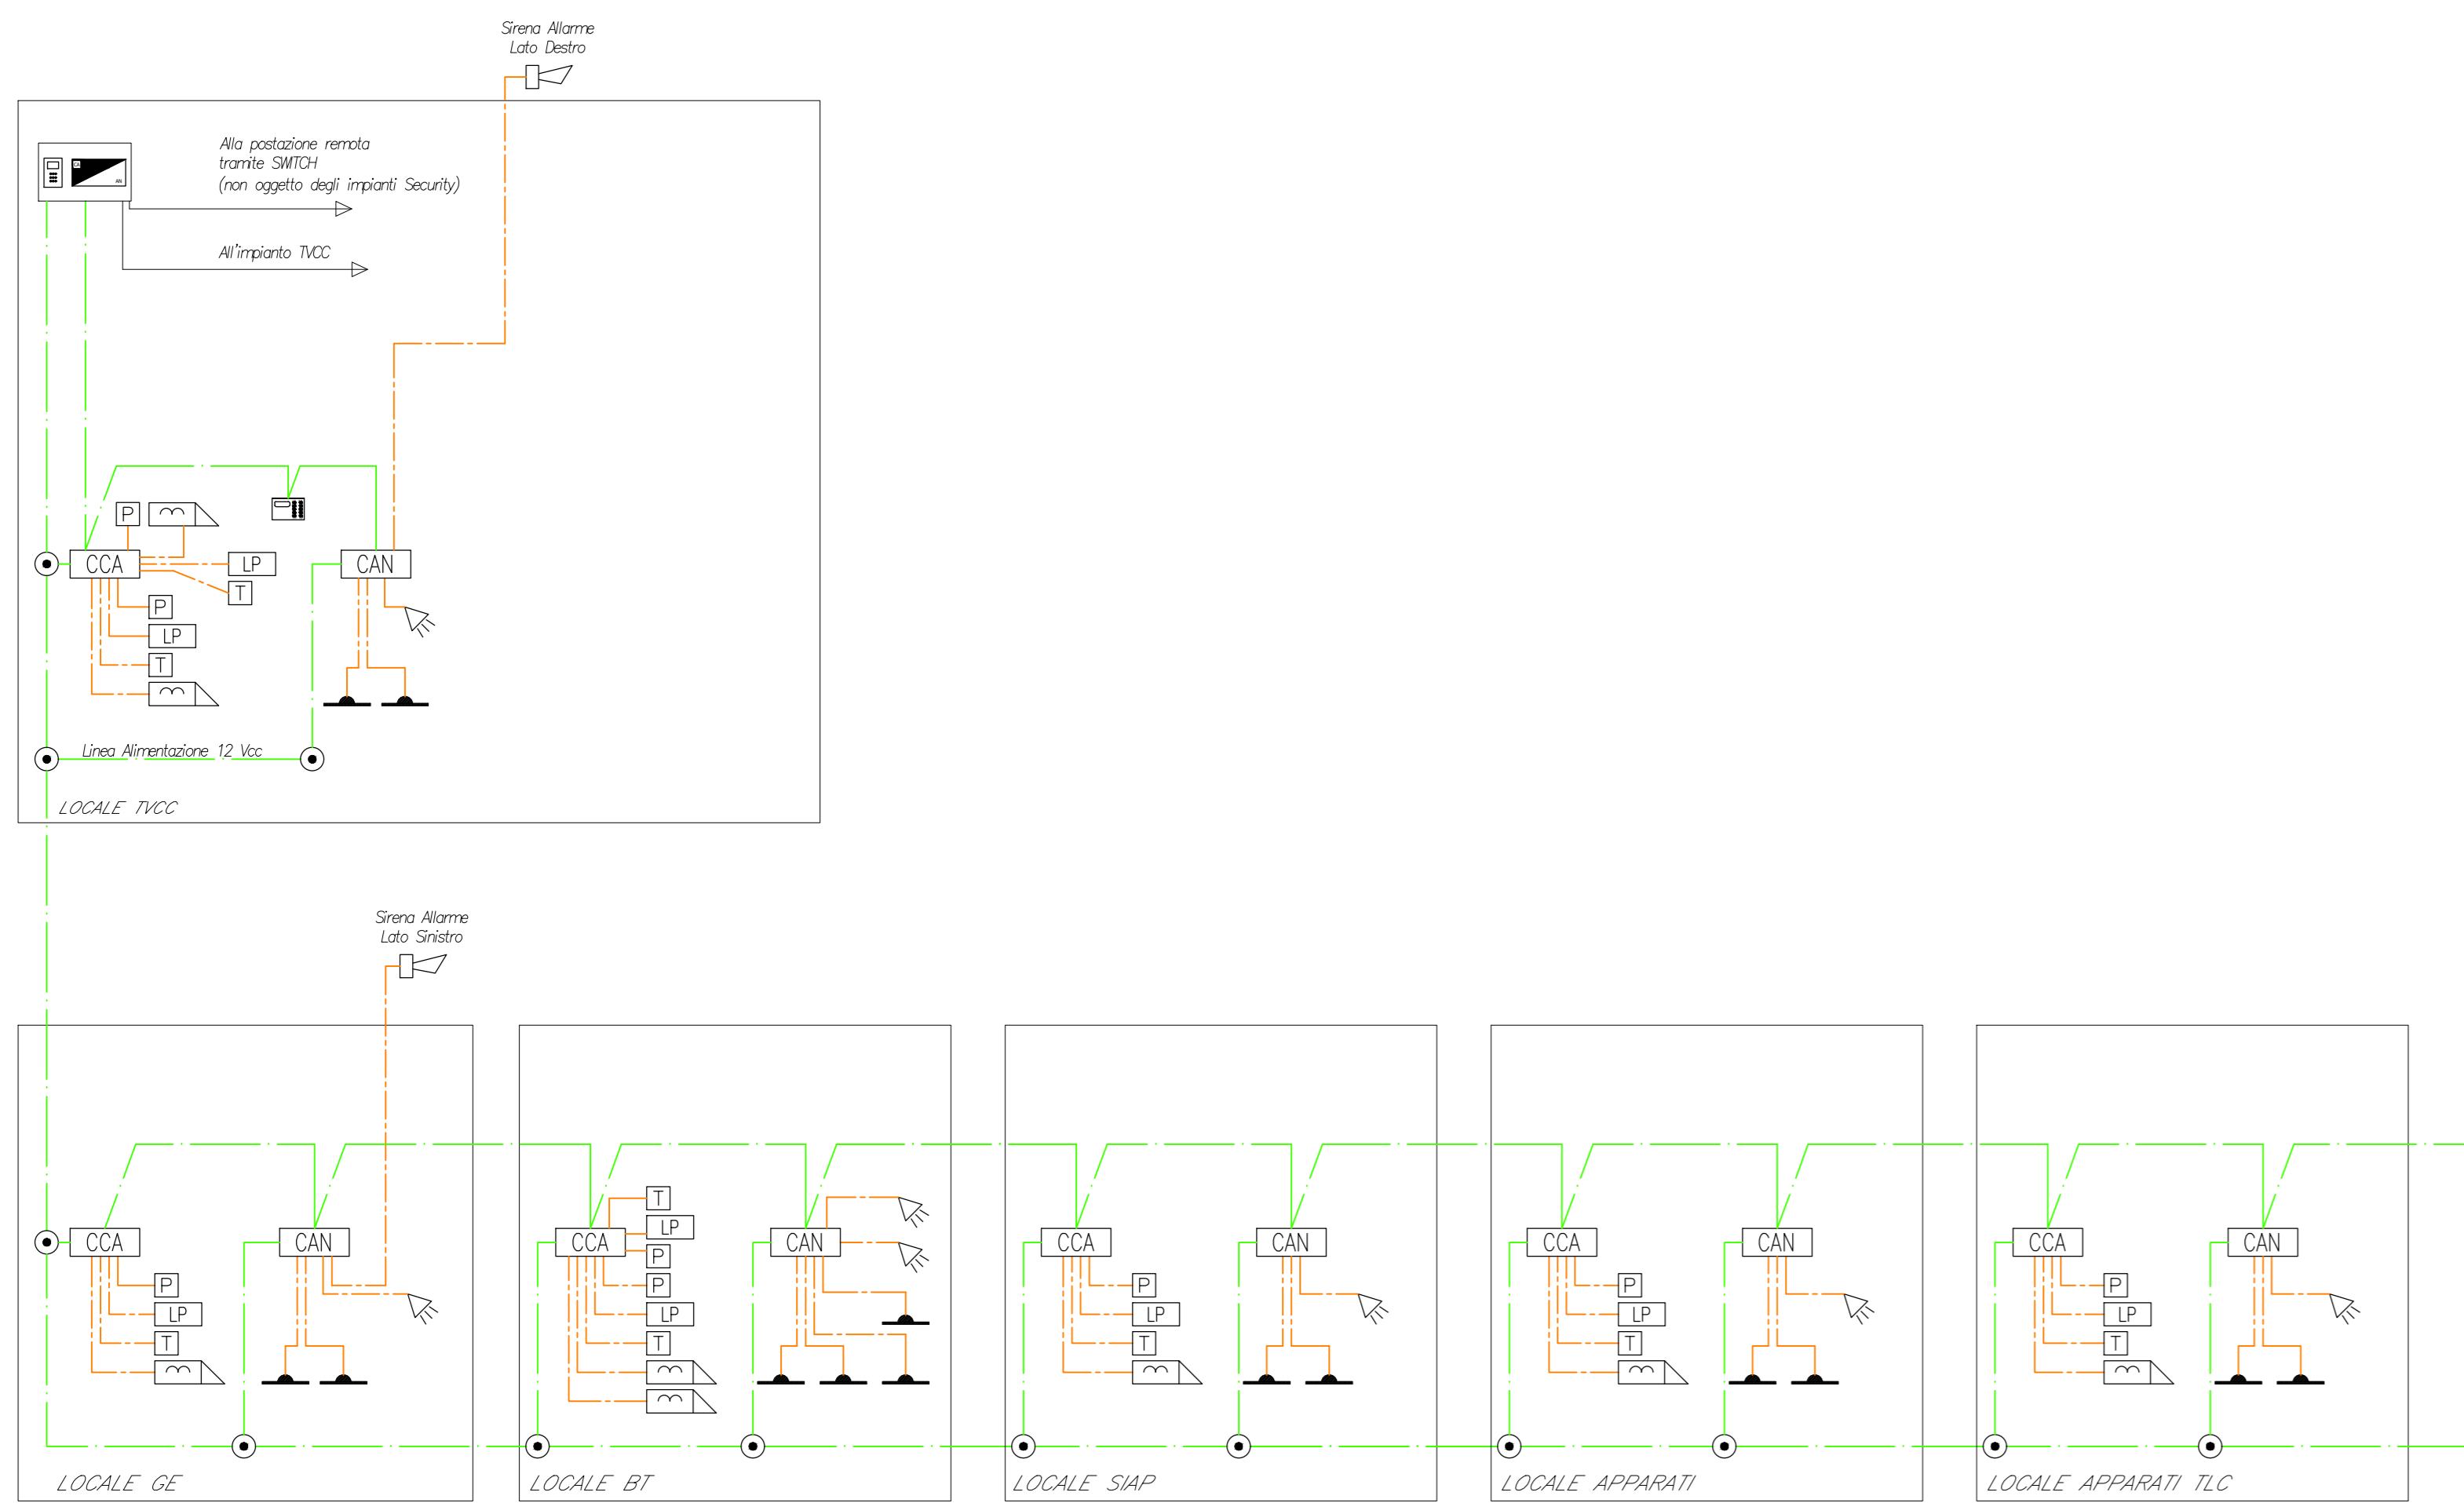 Sirena Allarme
Lato Destro
Alla postazione remota
tramite SWITCH
(non oggetto degli impianti Security)
All'impianto TVCC
CA
AN
P
CCA
LP
CAN
T
P
LP
T
Linea Alimentazione 12 Vcc
LOCALE TVCC
Sirena Allarme
Lato Sinistro
CCA
P
LP
T
CAN
LOCALE GE
T
LP
CCA
P
P
LP
T
CAN
LOCALE BT
CCA
P
LP
T
CAN
LOCALE SIAP
CCA
P
LP
T
CAN
LOCALE APPARATI
CCA
P
LP
T
CAN
LOCALE APPARATI TLC